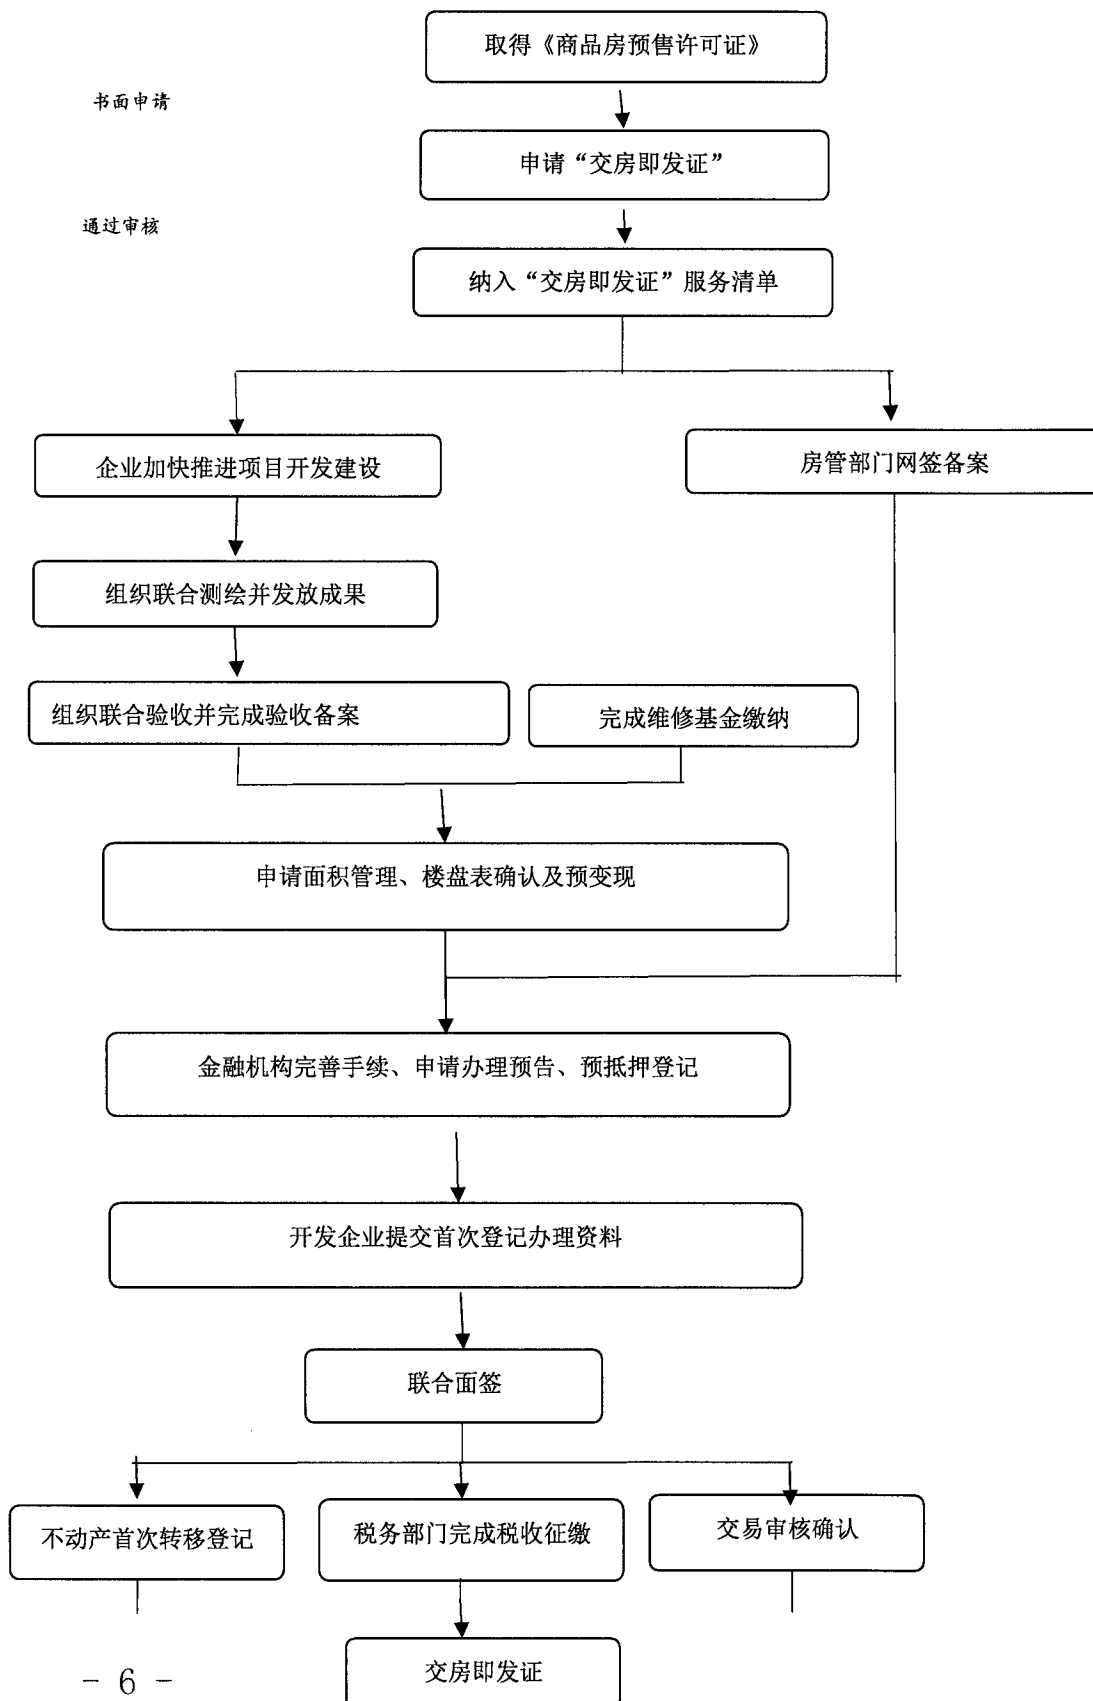 取得《商品房预售许可证》
书面申请
申请“交房即发证”
通过审核
纳入“交房即发证”服务清单
企业加快推进项目开发建设
房管部门网签备案
组织联合测绘并发放成果
组织联合验收并完成验收备案
完成维修基金缴纳
申请面积管理、楼盘表确认及预变现
金融机构完善手续、申请办理预告、预抵押登记
开发企业提交首次登记办理资料
联合面签
不动产首次转移登记
税务部门完成税收征缴
交易审核确认
交房即发证
- 6 -